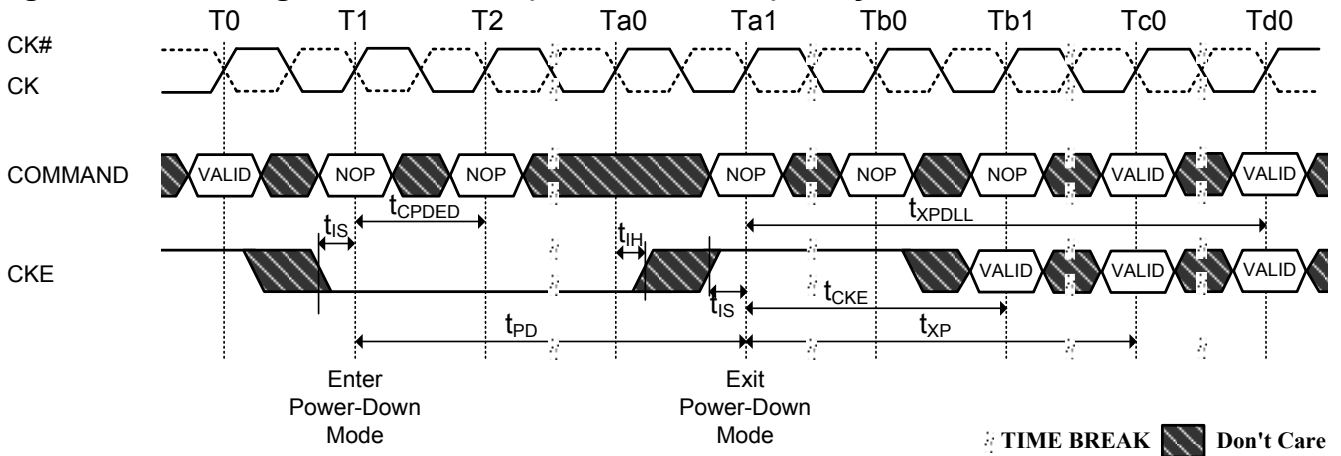 T0 T1 T2 Ta0 Ta1 Tb0 Tb1 Tc0 Td0
CK#
CK
COMMAND VALID NOP NOP NOP NOP NOP VALID VALID
tCPDED
tXPDLL
tIS
tIH
CKE VALID VALID VALID
tIS
tCKE
tPD
tXP
Enter
Power-Down
Mode
Exit
Power-Down
Mode
TIME BREAK Don't Care